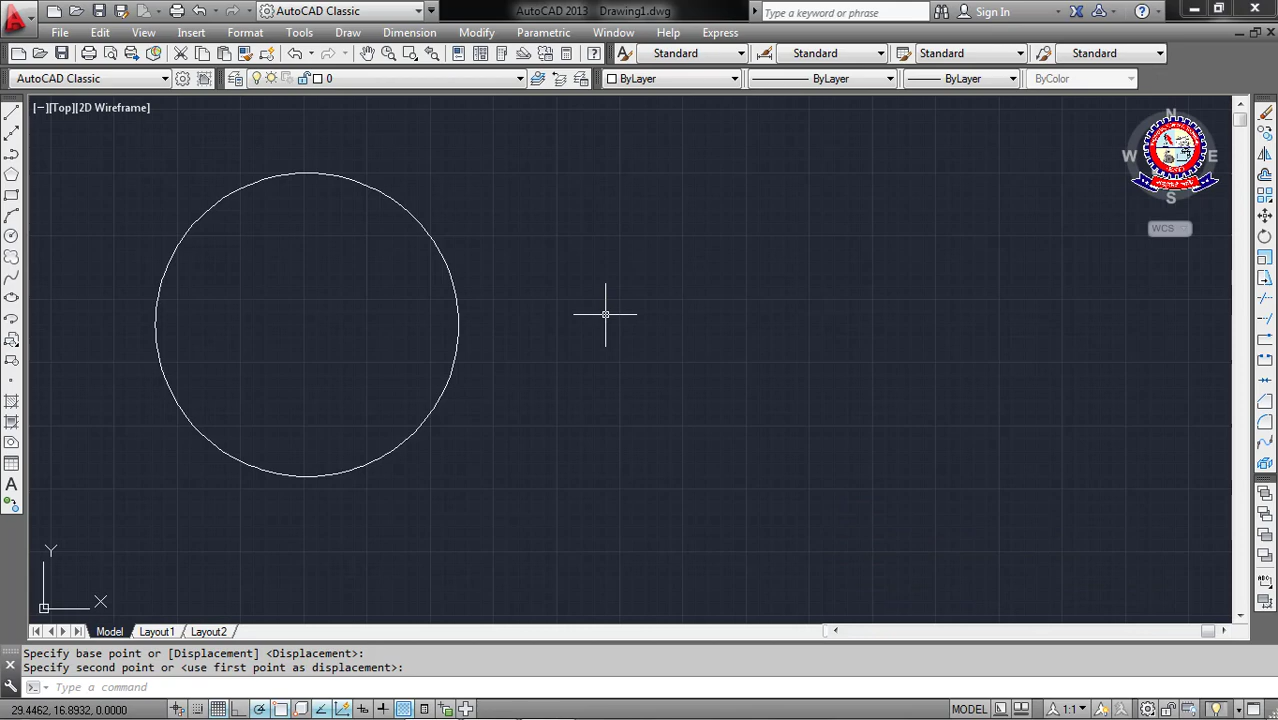 AutoCAD Classic
AutoCAD 2013 Drawing1.dwg
Type a keyword or phrase
Sign In
File Edit View Insert Format Tools Draw Dimension Modify Parametric Window Help Express
Standard Standard Standard Standard
AutoCAD Classic 0 ByLayer ByLayer ByLayer ByColor
[−][Top][2D Wireframe]
N
W E
S
WCS
Y
X
A
Model Layout1 Layout2
Specify base point or [Displacement] <Displacement>:
Specify second point or <use first point as displacement>:
Type a command
29.4462, 16.8932, 0.0000 MODEL 1:1